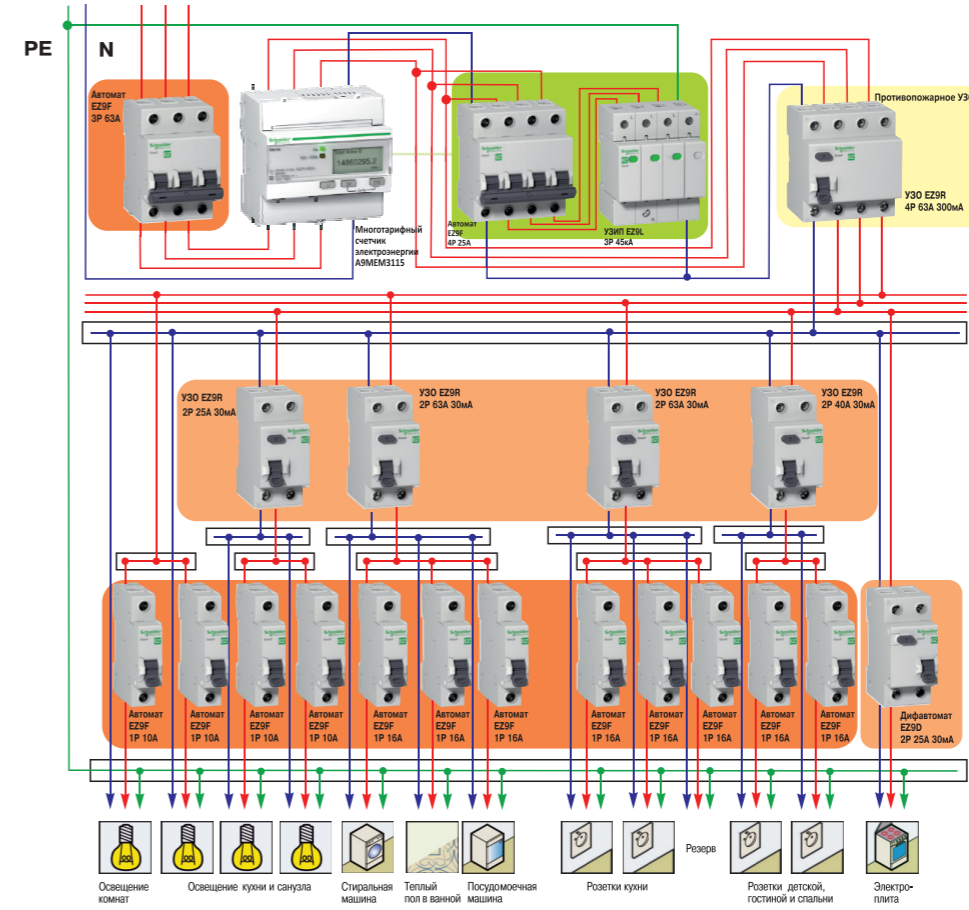 PE
N
Автомат
EZ9F
3P 63A
14860295,2
Многотарифный
счетчик
электроэнергии
A9MEM3115
Автомат
EZ9F
4P 25A
УЗИП EZ9L
3P 45кА
Противопожарное УЗО
УЗО EZ9R
4P 63A 300мА
УЗО EZ9R
2P 25A 30мА
УЗО EZ9R
2P 63A 30мА
УЗО EZ9R
2P 63A 30мА
УЗО EZ9R
2P 40A 30мА
Автомат
EZ9F
1P 10A
Автомат
EZ9F
1P 10A
Автомат
EZ9F
1P 10A
Автомат
EZ9F
1P 10A
Автомат
EZ9F
1P 16A
Автомат
EZ9F
1P 16A
Автомат
EZ9F
1P 16A
Автомат
EZ9F
1P 16A
Автомат
EZ9F
1P 16A
Автомат
EZ9F
1P 16A
Автомат
EZ9F
1P 16A
Автомат
EZ9F
1P 16A
Дифавтомат
EZ9D
2P 25A 30мА
Освещение
комнат
Освещение кухни и санузла
Стиральная
машина
Теплый
пол в ванной
Посудомоечная
машина
Розетки кухни
Резерв
Розетки детской,
гостиной и спальни
Электро-
плита